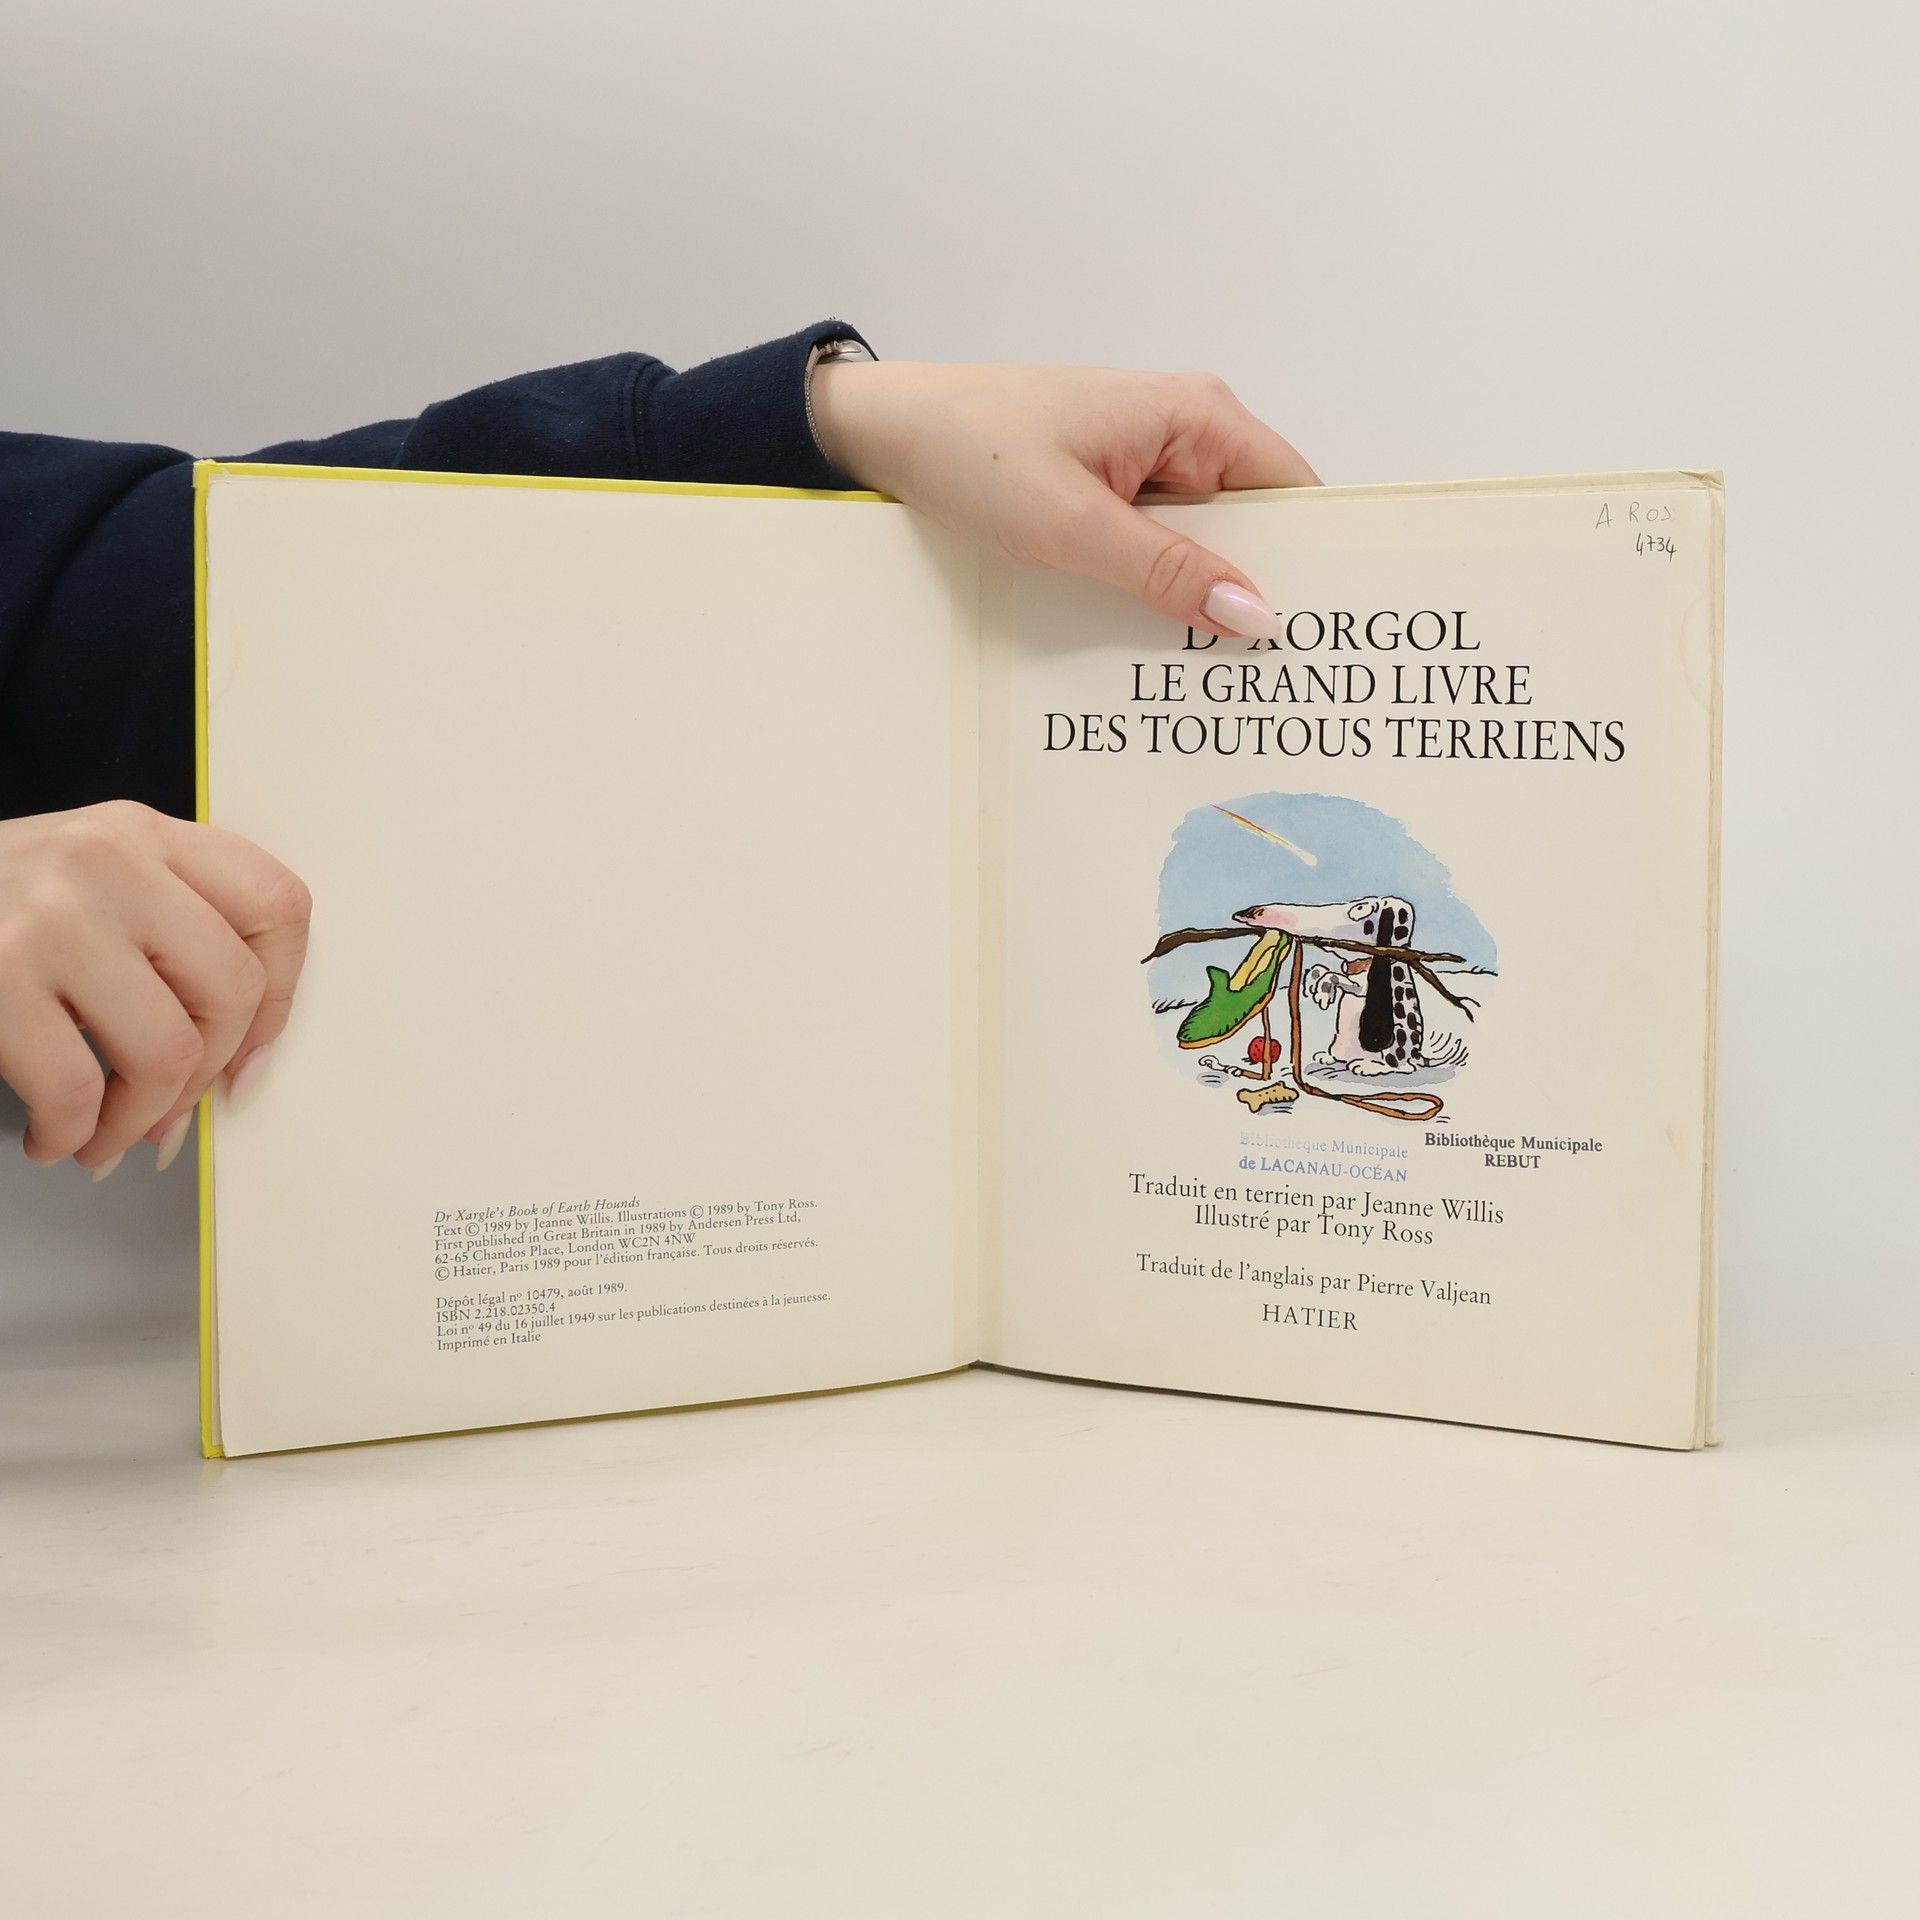 Dr Xargle's Book of Earth Hounds
Text © 1989 by Jeanne Willis. Illustrations © 1989 by Tony Ross.
First published in Great Britain in 1989 by Andersen Press Ltd,
62-65 Chandos Place, London WC2N 4NW
© Hatier, Paris 1989 pour l'édition française. Tous droits réservés.
Dépôt légal nº 10479, août 1989.
ISBN 2.218.02350.4
Loi nº 49 du 16 juillet 1949 sur les publications destinées à la jeunesse.
Imprimé en Italie
A ROS
4734
XORGOL
LE GRAND LIVRE
DES TOUTOUS TERRIENS
Bibliothèque Municipale
de LACANAU-OCÉAN
Bibliothèque Municipale
REBUT
Traduit en terrien par Jeanne Willis
Illustré par Tony Ross
Traduit de l'anglais par Pierre Valjean
HATIER